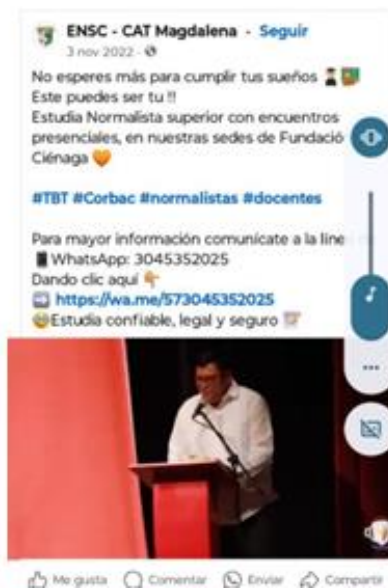 ENSC - CAT Magdalena - Seguir
3 nov 2022 -
No esperes más para cumplir tus sueños
Este puedes ser tu !!
Estudia Normalista superior con encuentros
presenciales, en nuestras sedes de Fundació
Ciénaga
#TBT #Corbac #normalistas #docentes
Para mayor información comunícate a la líne
WhatsApp: 3045352025
Dando clic aquí
https://wa.me/573045352025
Estudia confiable, legal y seguro
Me gusta Comentar Enviar Compartir